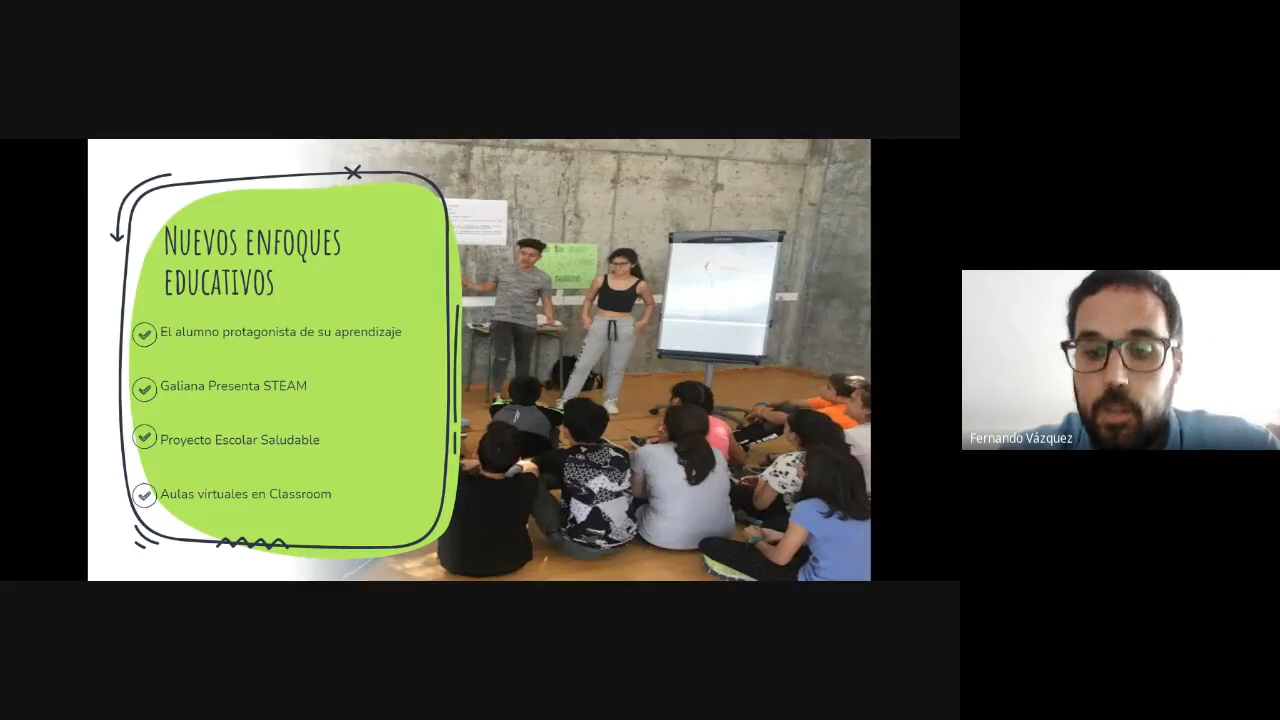 Nuevos enfoques
educativos
El alumno protagonista de su aprendizaje
Galiana Presenta STEAM
Proyecto Escolar Saludable
Aulas virtuales en Classroom
Fernando Vázquez